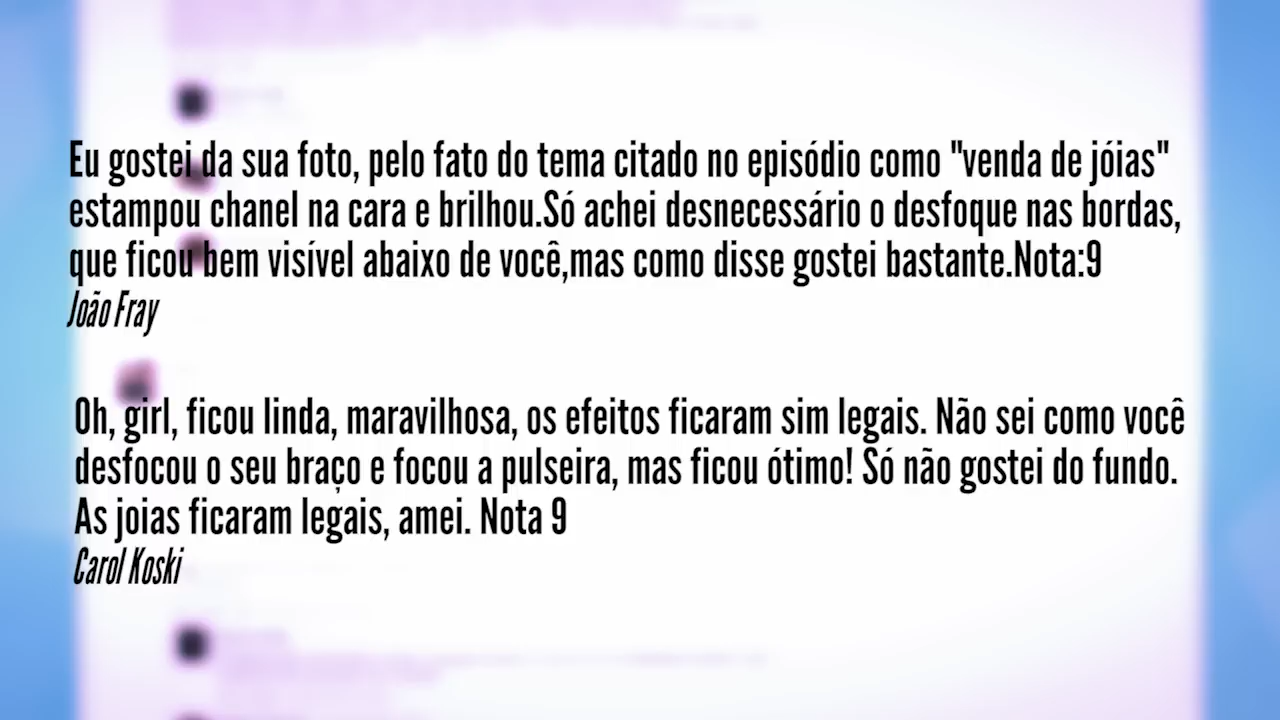 Eu gostei da sua foto, pelo fato do tema citado no episódio como "venda de jóias"
estampou chanel na cara e brilhou.Só achei desnecessário o desfoque nas bordas,
que ficou bem visível abaixo de você,mas como disse gostei bastante.Nota:9
João Fray
Oh, girl, ficou linda, maravilhosa, os efeitos ficaram sim legais. Não sei como você
desfocou o seu braço e focou a pulseira, mas ficou ótimo! Só não gostei do fundo.
As joias ficaram legais, amei. Nota 9
Carol Koski